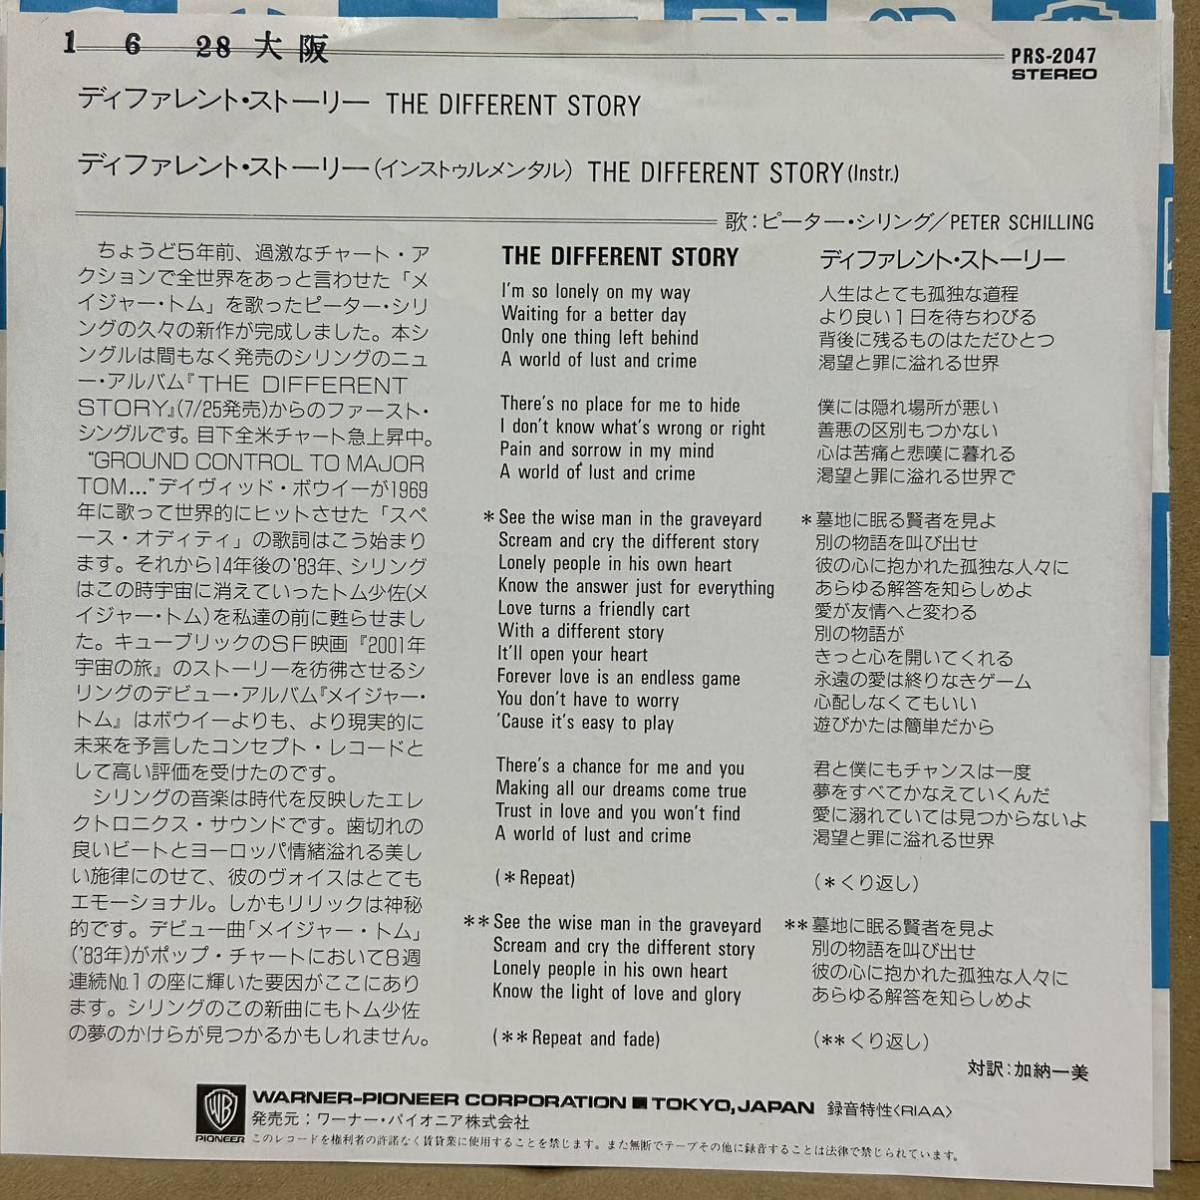 1 6 28 大阪
PRS-2047
STEREO
ディファレント・ストーリー THE DIFFERENT STORY
ディファレント・ストーリー(インストゥルメンタル) THE DIFFERENT STORY (Instr.)
歌:ピーター・シリング/PETER SCHILLING
ちょうど5年前、過激なチャート・ア
クションで全世界をあっと言わせた「メ
イジャー・トム」を歌ったピーター・シリ
ングの久々の新作が完成しました。本シ
ングルは間もなく発売のシリングのニュ
ー・アルバム『THE DIFFERENT
STORY』(7/25発売)からのファースト・
シングルです。目下全米チャート急上昇中。
"GROUND CONTROL TO MAJOR
TOM…"デイヴィッド・ボウイーが1969
年に歌って世界的にヒットさせた「スペ
ース・オディティ」の歌詞はこう始まり
ます。それから14年後の'83年、シリング
はこの時宇宙に消えていったトム少佐(メ
イジャー・トム)を私達の前に甦らせまし
た。キューブリックのSF映画『2001年
宇宙の旅』のストーリーを彷彿させるシ
リングのデビュー・アルバム『メイジャー・
トム』はボウイーよりも、より現実的に
未来を予言したコンセプト・レコードと
して高い評価を受けたのです。
シリングの音楽は時代を反映したエレ
クトロニクス・サウンドです。歯切れの
良いビートとヨーロッパ情緒溢れる美し
い施律にのせて、彼のヴォイスはとても
エモーショナル。しかもリリックは神秘
的です。デビュー曲「メイジャー・トム」
('83年)がポップ・チャートにおいて8週
連続No.1の座に輝いた要因がここにあり
ます。シリングのこの新曲にもトム少佐
の夢のかけらが見つかるかもしれません。
THE DIFFERENT STORY
I'm so lonely on my way
Waiting for a better day
Only one thing left behind
A world of lust and crime
There's no place for me to hide
I don't know what's wrong or right
Pain and sorrow in my mind
A world of lust and crime
*See the wise man in the graveyard
Scream and cry the different story
Lonely people in his own heart
Know the answer just for everything
Love turns a friendly cart
With a different story
It'll open your heart
Forever love is an endless game
You don't have to worry
'Cause it's easy to play
There's a chance for me and you
Making all our dreams come true
Trust in love and you won't find
A world of lust and crime
(*Repeat)
**See the wise man in the graveyard
Scream and cry the different story
Lonely people in his own heart
Know the light of love and glory
(**Repeat and fade)
ディファレント・ストーリー
人生はとても孤独な道程
より良い1日を待ちわびる
背後に残るものはただひとつ
渇望と罪に溢れる世界
僕には隠れ場所が悪い
善悪の区別もつかない
心は苦痛と悲嘆に暮れる
渇望と罪に溢れる世界で
*墓地に眠る賢者を見よ
別の物語を叫び出せ
彼の心に抱かれた孤独な人々に
あらゆる解答を知らしめよ
愛が友情へと変わる
別の物語が
きっと心を開いてくれる
永遠の愛は終りなきゲーム
心配しなくてもいい
遊びかたは簡単だから
君と僕にもチャンスは一度
夢をすべてかなえていくんだ
愛に溺れていては見つからないよ
渇望と罪に溢れる世界
(*くり返し)
**墓地に眠る賢者を見よ
別の物語を叫び出せ
彼の心に抱かれた孤独な人々に
あらゆる解答を知らしめよ
(**くり返し)
対訳:加納一美
WB
PIONEER
WARNER-PIONEER CORPORATION ■ TOKYO, JAPAN 録音特性〈RIAA〉
発売元:ワーナー・パイオニア株式会社
このレコードを権利者の許諾なく賃貸業に使用することを禁じます。また無断でテープその他に録音することは法律で禁じられています。